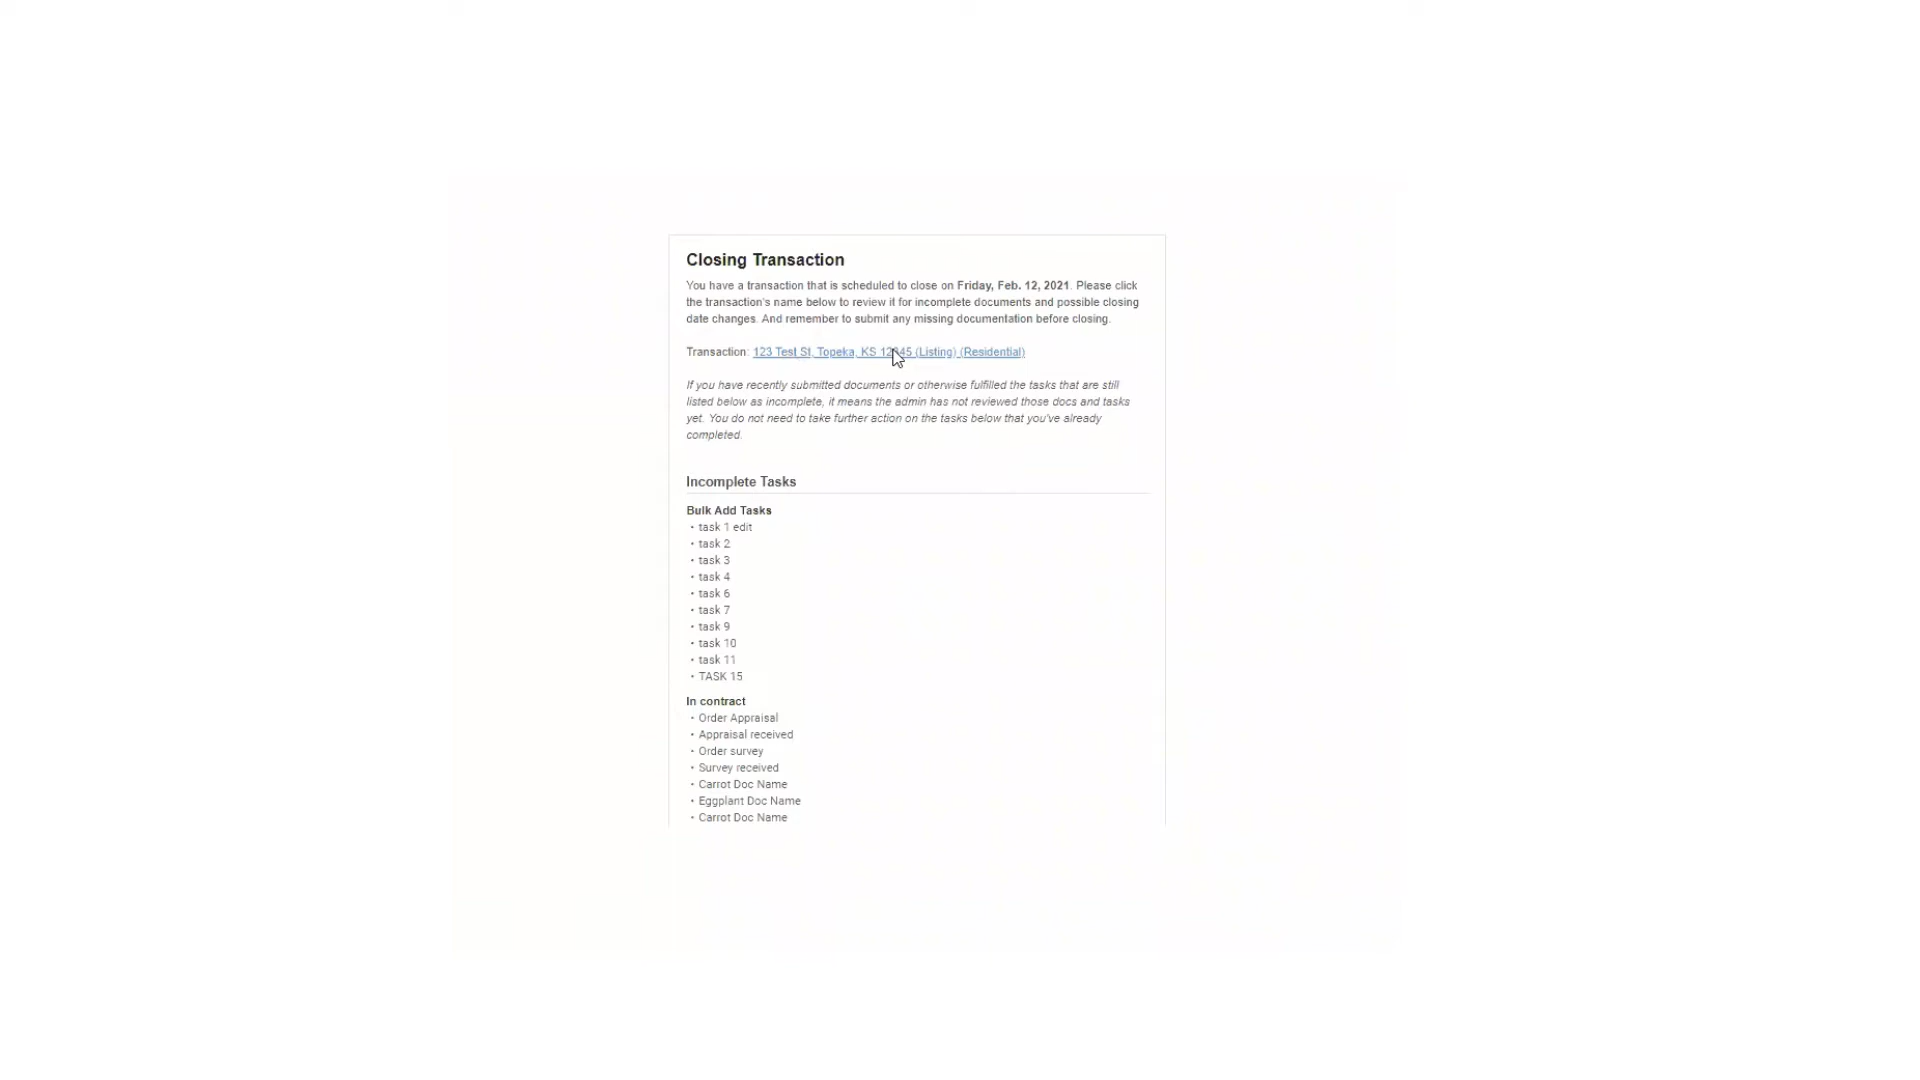 Closing Transaction
You have a transaction that is scheduled to close on Friday, Feb. 12, 2021. Please click
the transaction's name below to review it for incomplete documents and possible closing
date changes. And remember to submit any missing documentation before closing.
Transaction: 123 Test St, Topeka, KS 12345 (Listing) (Residential)
If you have recently submitted documents or otherwise fulfilled the tasks that are still
listed below as incomplete, it means the admin has not reviewed those docs and tasks
yet. You do not need to take further action on the tasks below that you've already
completed.
Incomplete Tasks
Bulk Add Tasks
• task 1 edit
• task 2
• task 3
• task 4
• task 6
• task 7
• task 9
• task 10
• task 11
• TASK 15
In contract
• Order Appraisal
• Appraisal received
• Order survey
• Survey received
• Carrot Doc Name
• Eggplant Doc Name
• Carrot Doc Name